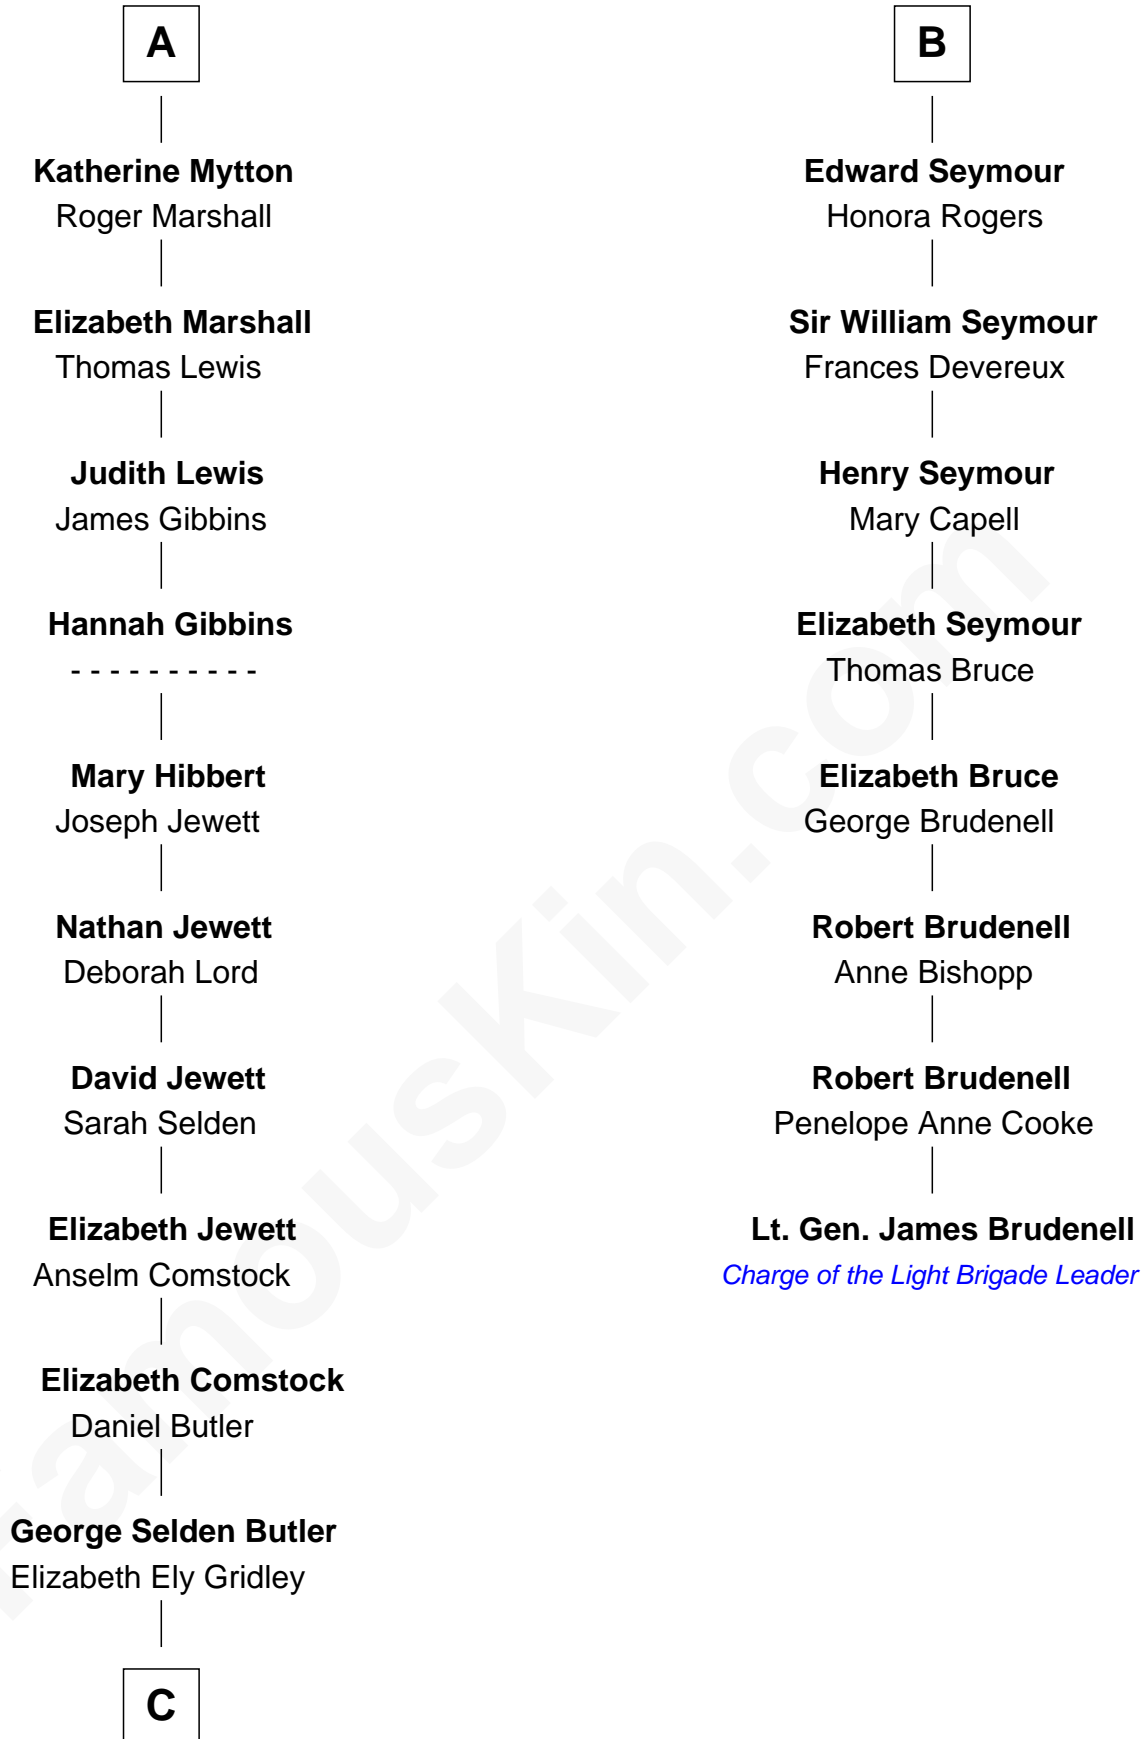 A
Katherine Mytton
Roger Marshall
Elizabeth Marshall
Thomas Lewis
Judith Lewis
James Gibbins
Hannah Gibbins
- - - - - - - - - -
Mary Hibbert
Joseph Jewett
Nathan Jewett
Deborah Lord
David Jewett
Sarah Selden
Elizabeth Jewett
Anselm Comstock
Elizabeth Comstock
Daniel Butler
George Selden Butler
Elizabeth Ely Gridley
C
B
Edward Seymour
Honora Rogers
Sir William Seymour
Frances Devereux
Henry Seymour
Mary Capell
Elizabeth Seymour
Thomas Bruce
Elizabeth Bruce
George Brudenell
Robert Brudenell
Anne Bishopp
Robert Brudenell
Penelope Anne Cooke
Lt. Gen. James Brudenell
Charge of the Light Brigade Leader
FamousKin.com